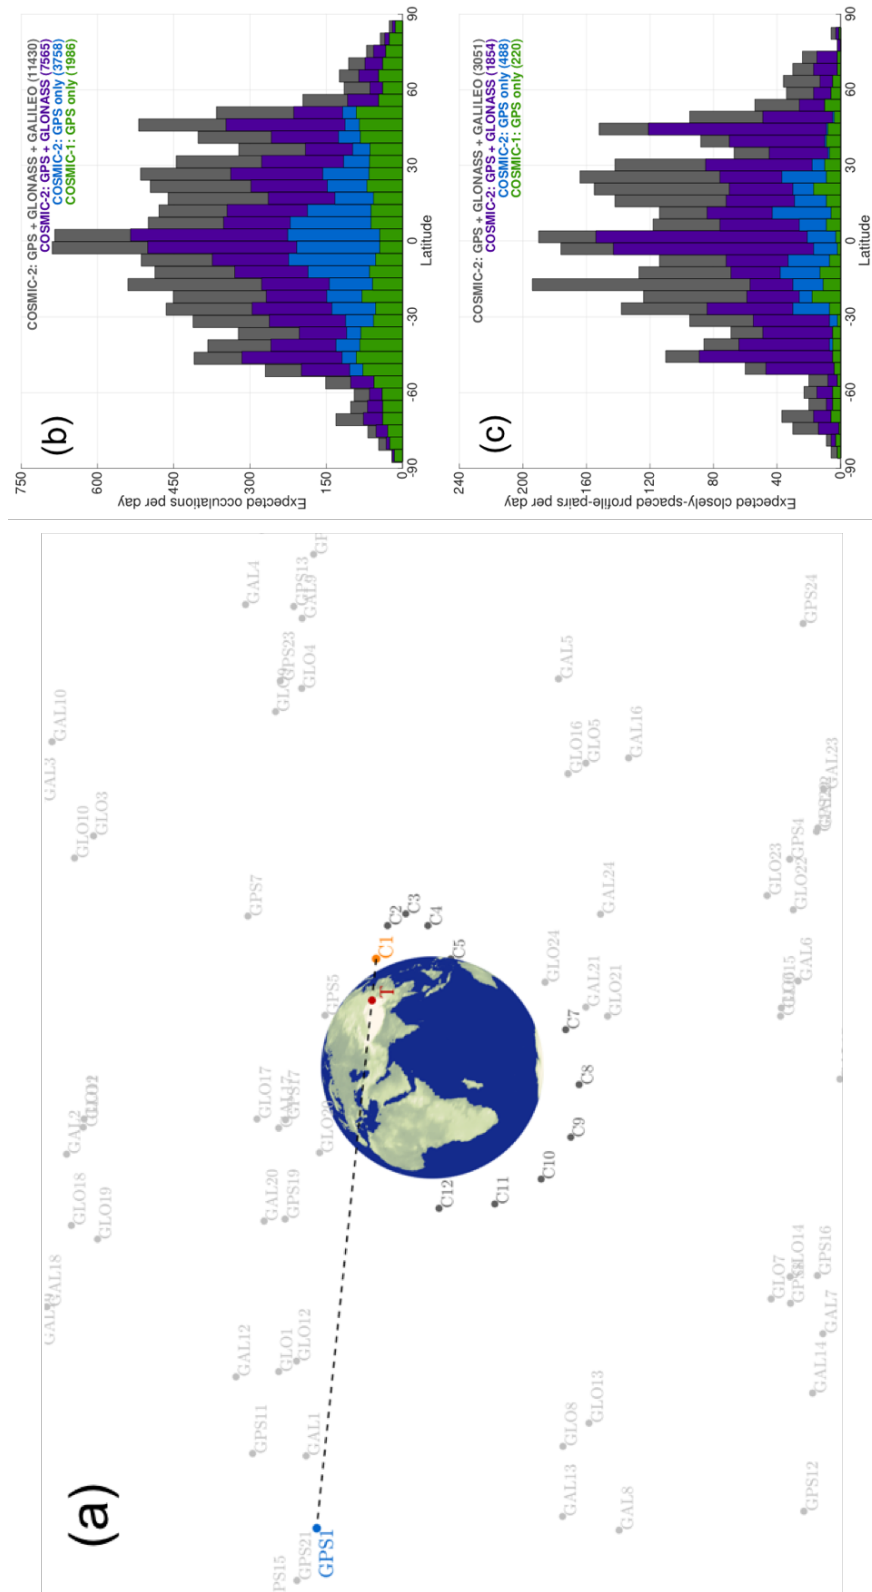 (a)
GAL18
GAL3
GAL10
GLO18
GAL2
GLO10
GLO19
GLO3
GAL12
GPS11
GPS7
GAL4
GAL20
GLO17
GLO1
GPS19
GAL17
GPS17
GPS23
GLO12
GPS13
GAL1
GLO4
GAL9
PS15
GPS21
GPS1
GPS5
T
C1
C2
C3
C4
C5
C12
C11
C10
C9
C8
C7
GLO24
GAL13
GLO8
GLO13
GAL8
GAL5
GLO16
GLO5
GAL16
GAL21
GLO21
GAL24
GLO7
GLO14
GLO23
GLO22
GPS4
GPS12
GAL14
GAL7
GPS16
GAL6
GAL23
GPS24
(b)
COSMIC-2: GPS + GLONASS + GALILEO (11430)
COSMIC-2: GPS + GLONASS (7565)
COSMIC-2: GPS only (3758)
COSMIC-1: GPS only (1986)
Expected occulations per day
750
600
450
300
150
0
-90
-60
-30
0
30
60
90
Latitude
(c)
COSMIC-2: GPS + GLONASS + GALILEO (3051)
COSMIC-2: GPS + GLONASS (1854)
COSMIC-2: GPS only (488)
COSMIC-1: GPS only (220)
Expected closely-spaced profile-pairs per day
240
200
160
120
80
40
0
-90
-60
-30
0
30
60
90
Latitude